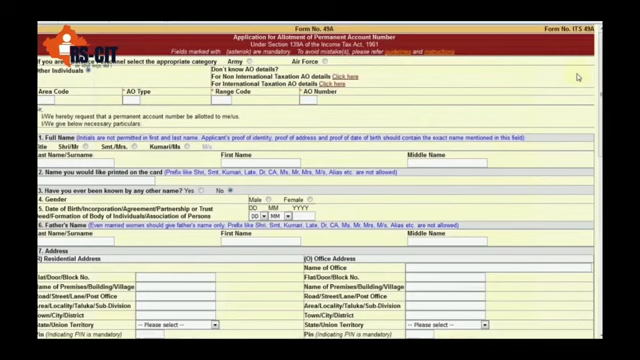 Form No. 49A
Form No. ITS 49A
Application for Allotment of Permanent Account Number
Under Section 139A of the Income Tax Act, 1961
Fields marked with (asterisk) are mandatory To avoid mistake(s), please refer guidelines and instructions
RS-CIT
If you are select the appropriate category Army Air Force
Other Individuals Don't know AO details?
For Non International Taxation AO details Click here
For International Taxation AO details Click here
Area Code * AO Type * Range Code * AO Number
I/We hereby request that a permanent account number be allotted to me/us.
I/We give below necessary particulars.
1. Full Name (Initials are not permitted in first and last name. Applicant's proof of identity, proof of address and proof of date of birth should contain the exact name mentioned in this field)
Title Shri/Mr Smt./Mrs. Kumari/Ms M/s
Last Name/Surname First Name Middle Name
2. Name you would like printed on the card (Prefix like Shri, Smt, Kumari, Late, Dr, CA, Ms, Mr, Mrs, M/s, Alias etc. are not allowed)
3. Have you ever been known by any other name? Yes No
4. Gender Male Female
5. Date of Birth/Incorporation/Agreement/Partnership or Trust DD MM YYYY
Deed/Formation of Body of Individuals/Association of Persons DD MM
6. Father's Name (Even married women should give father's name only. Prefix like Shri, Smt, Kumari, Late, Dr, CA, Ms, Mr, Mrs, M/s, Alias etc. are not allowed)
Last Name/Surname First Name Middle Name
7. Address
(R) Residential Address (O) Office Address
Name of Office
Flat/Door/Block No. Flat/Door/Block No.
Name of Premises/Building/Village Name of Premises/Building/Village
Road/Street/Lane/Post Office Road/Street/Lane/Post Office
Area/Locality/Taluka/Sub-Division Area/Locality/Taluka/Sub-Division
Town/City/District Town/City/District
State/Union Territory -- Please select -- State/Union Territory -- Please select --
Pin (Indicating PIN is mandatory) Pin (Indicating PIN is mandatory)